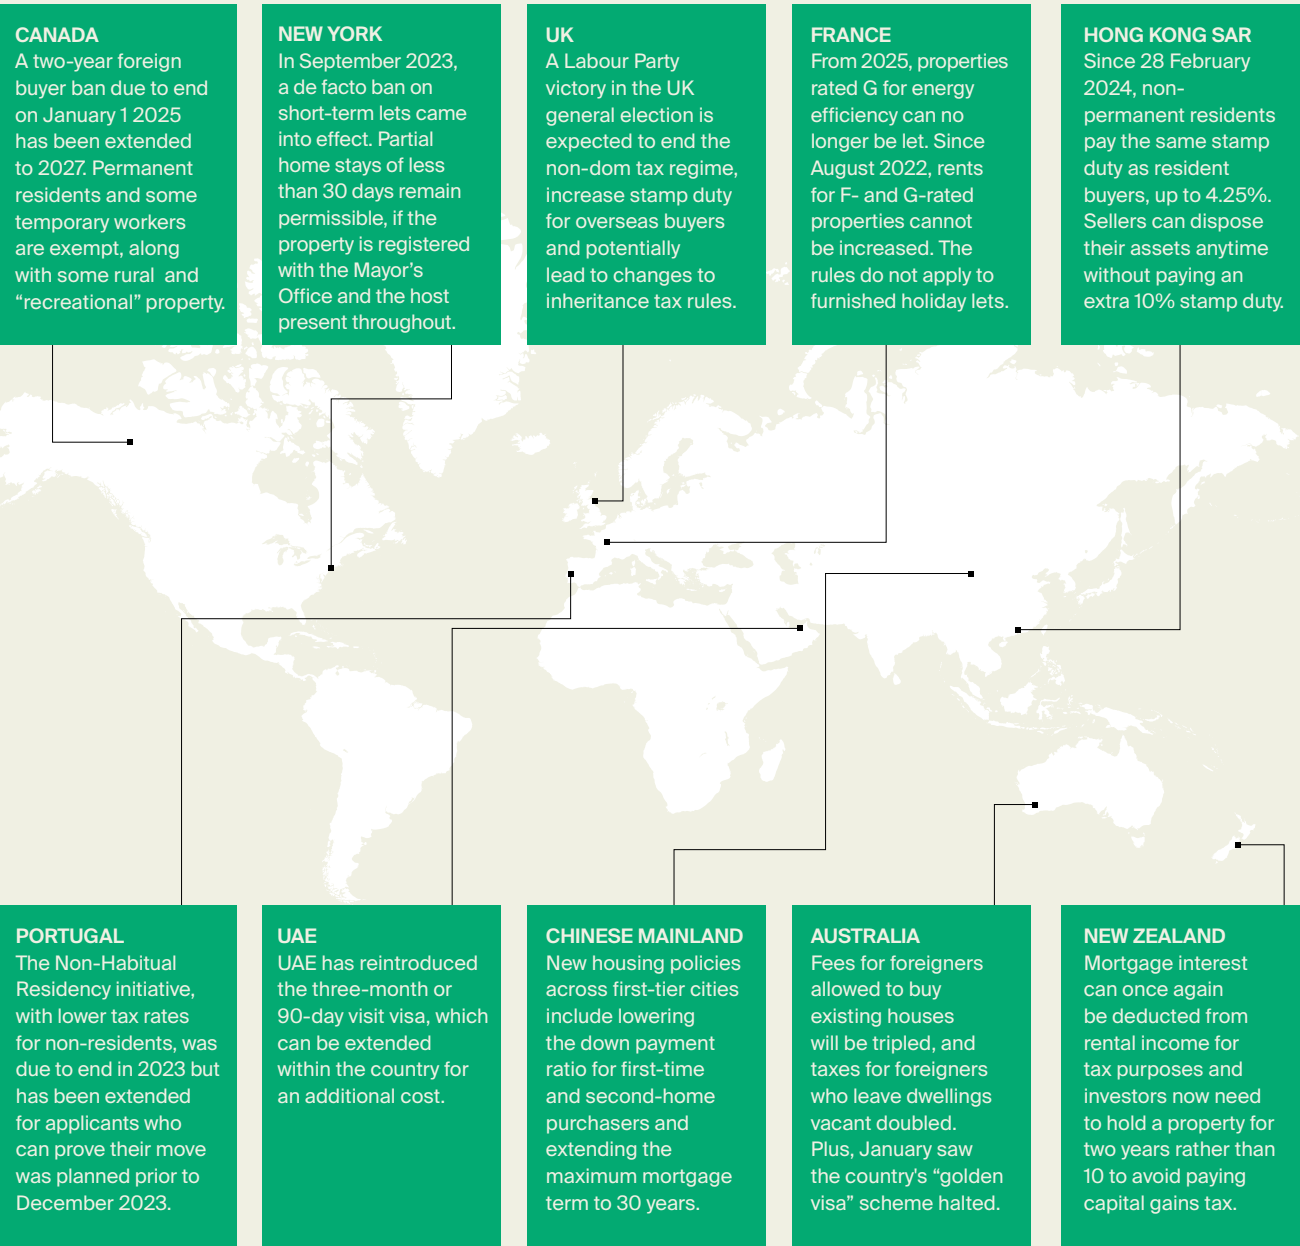 CANADA
A two-year foreign
buyer ban due to end
on January 1 2025
has been extended
to 2027. Permanent
residents and some
temporary workers
are exempt, along
with some rural and
“recreational” property.
NEW YORK
In September 2023,
a de facto ban on
short-term lets came
into effect. Partial
home stays of less
than 30 days remain
permissible, if the
property is registered
with the Mayor’s
Office and the host
present throughout.
UK
A Labour Party
victory in the UK
general election is
expected to end the
non-dom tax regime,
increase stamp duty
for overseas buyers
and potentially
lead to changes to
inheritance tax rules.
FRANCE
From 2025, properties
rated G for energy
efficiency can no
longer be let. Since
August 2022, rents
for F- and G-rated
properties cannot
be increased. The
rules do not apply to
furnished holiday lets.
HONG KONG SAR
Since 28 February
2024, non-
permanent residents
pay the same stamp
duty as resident
buyers, up to 4.25%.
Sellers can dispose
their assets anytime
without paying an
extra 10% stamp duty.
PORTUGAL
The Non-Habitual
Residency initiative,
with lower tax rates
for non-residents, was
due to end in 2023 but
has been extended
for applicants who
can prove their move
was planned prior to
December 2023.
UAE
UAE has reintroduced
the three-month or
90-day visit visa, which
can be extended
within the country for
an additional cost.
CHINESE MAINLAND
New housing policies
across first-tier cities
include lowering
the down payment
ratio for first-time
and second-home
purchasers and
extending the
maximum mortgage
term to 30 years.
AUSTRALIA
Fees for foreigners
allowed to buy
existing houses
will be tripled, and
taxes for foreigners
who leave dwellings
vacant doubled.
Plus, January saw
the country's “golden
visa” scheme halted.
NEW ZEALAND
Mortgage interest
can once again
be deducted from
rental income for
tax purposes and
investors now need
to hold a property for
two years rather than
10 to avoid paying
capital gains tax.